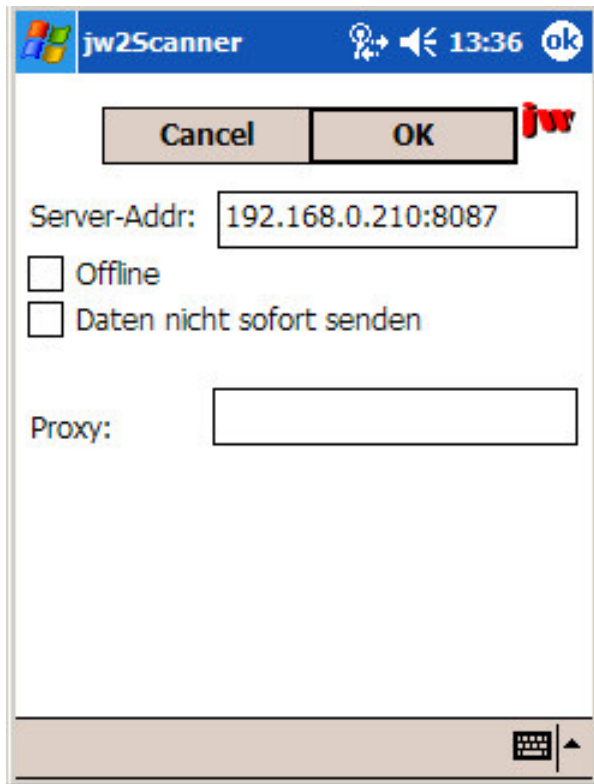 jw2Scanner 13:36 ok
Cancel OK jw
Server-Addr: 192.168.0.210:8087
Offline
Daten nicht sofort senden
Proxy: